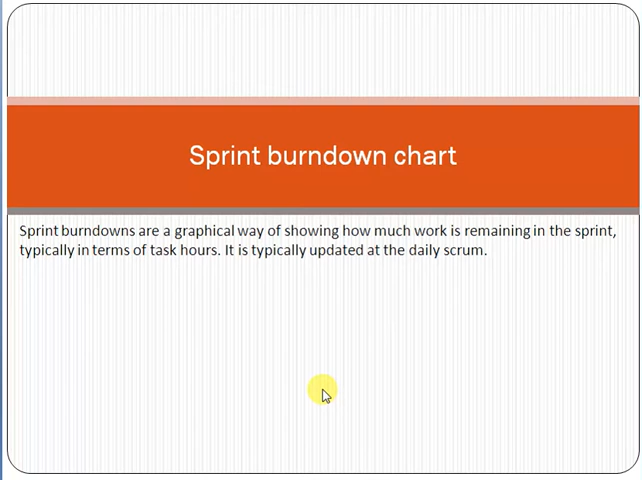 Sprint burndown chart
Sprint burndowns are a graphical way of showing how much work is remaining in the sprint,
typically in terms of task hours. It is typically updated at the daily scrum.